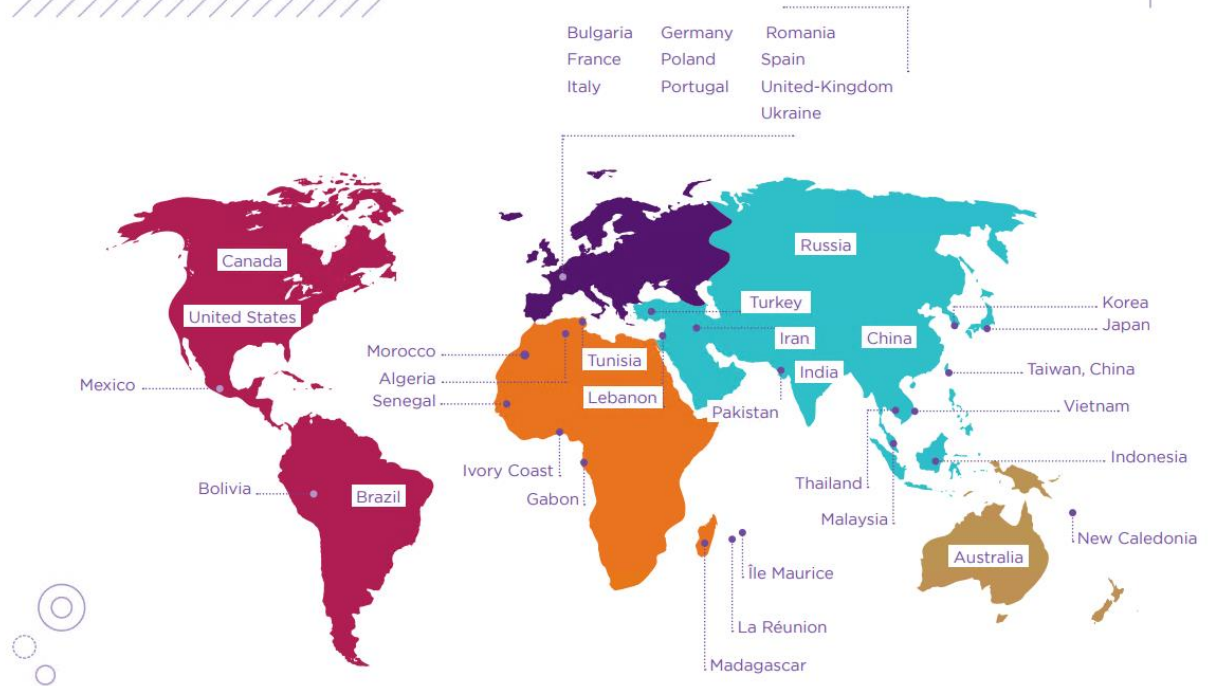 Bulgaria Germany Romania
France Poland Spain
Italy Portugal United-Kingdom
Ukraine
Canada
Russia
United States
Turkey
Korea
Iran
China
Japan
Morocco
Tunisia
India
Taiwan, China
Mexico
Algeria
Senegal
Lebanon
Pakistan
Vietnam
Ivory Coast
Indonesia
Bolivia
Brazil
Gabon
Thailand
Malaysia
New Caledonia
Australia
Île Maurice
La Réunion
Madagascar